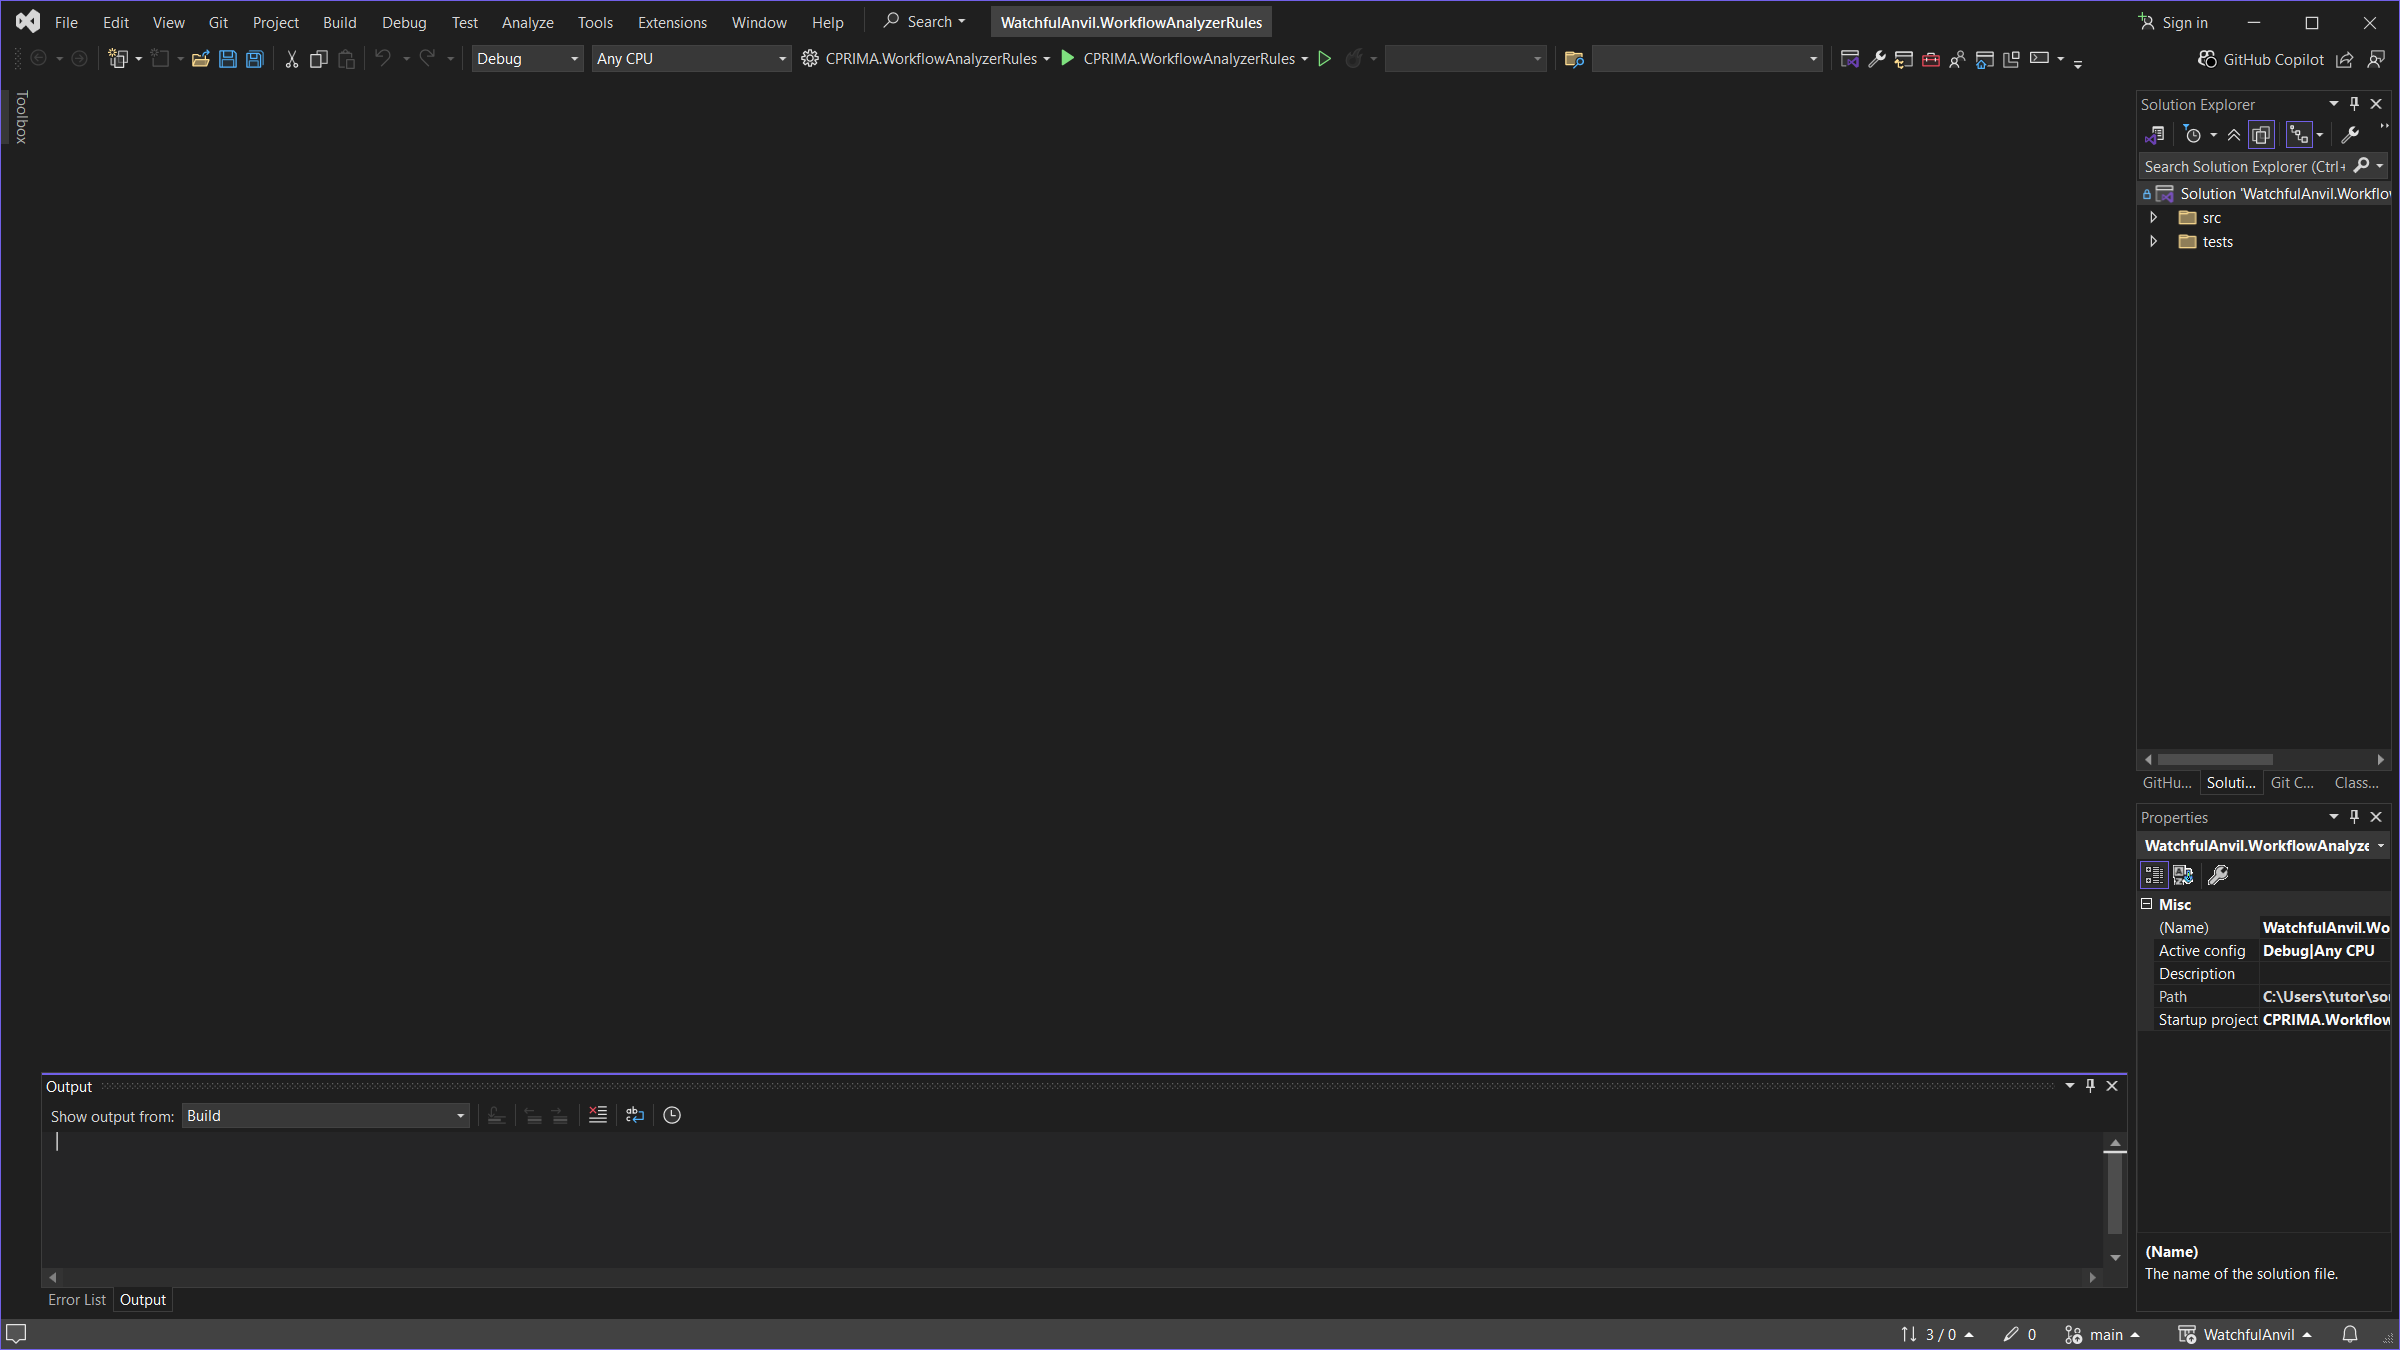 File Edit View Git Project Build Debug Test Analyze Tools Extensions Window Help Search WatchfulAnvil.WorkflowAnalyzerRules Sign in
Debug Any CPU CPRIMA.WorkflowAnalyzerRules CPRIMA.WorkflowAnalyzerRules GitHub Copilot
Toolbox
Solution Explorer
Search Solution Explorer (Ctrl+
Solution 'WatchfulAnvil.Workflo
src
tests
GitHu... Soluti... Git C... Class...
Properties
WatchfulAnvil.WorkflowAnalyze
Misc
(Name) WatchfulAnvil.Wo
Active config Debug|Any CPU
Description
Path C:\Users\tutor\so
Startup project CPRIMA.Workflow
(Name)
The name of the solution file.
Output
Show output from: Build
Error List Output
3 / 0 0 main WatchfulAnvil